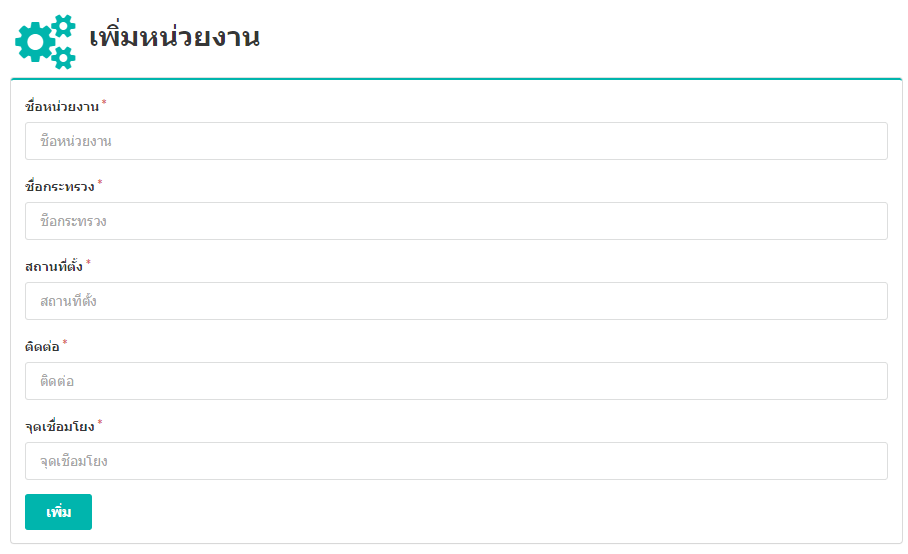 เพิ่มหน่วยงาน
ชื่อหน่วยงาน *
ชื่อหน่วยงาน
ชื่อกระทรวง *
ชื่อกระทรวง
สถานที่ตั้ง *
สถานที่ตั้ง
ติดต่อ *
ติดต่อ
จุดเชื่อมโยง *
จุดเชื่อมโยง
เพิ่ม